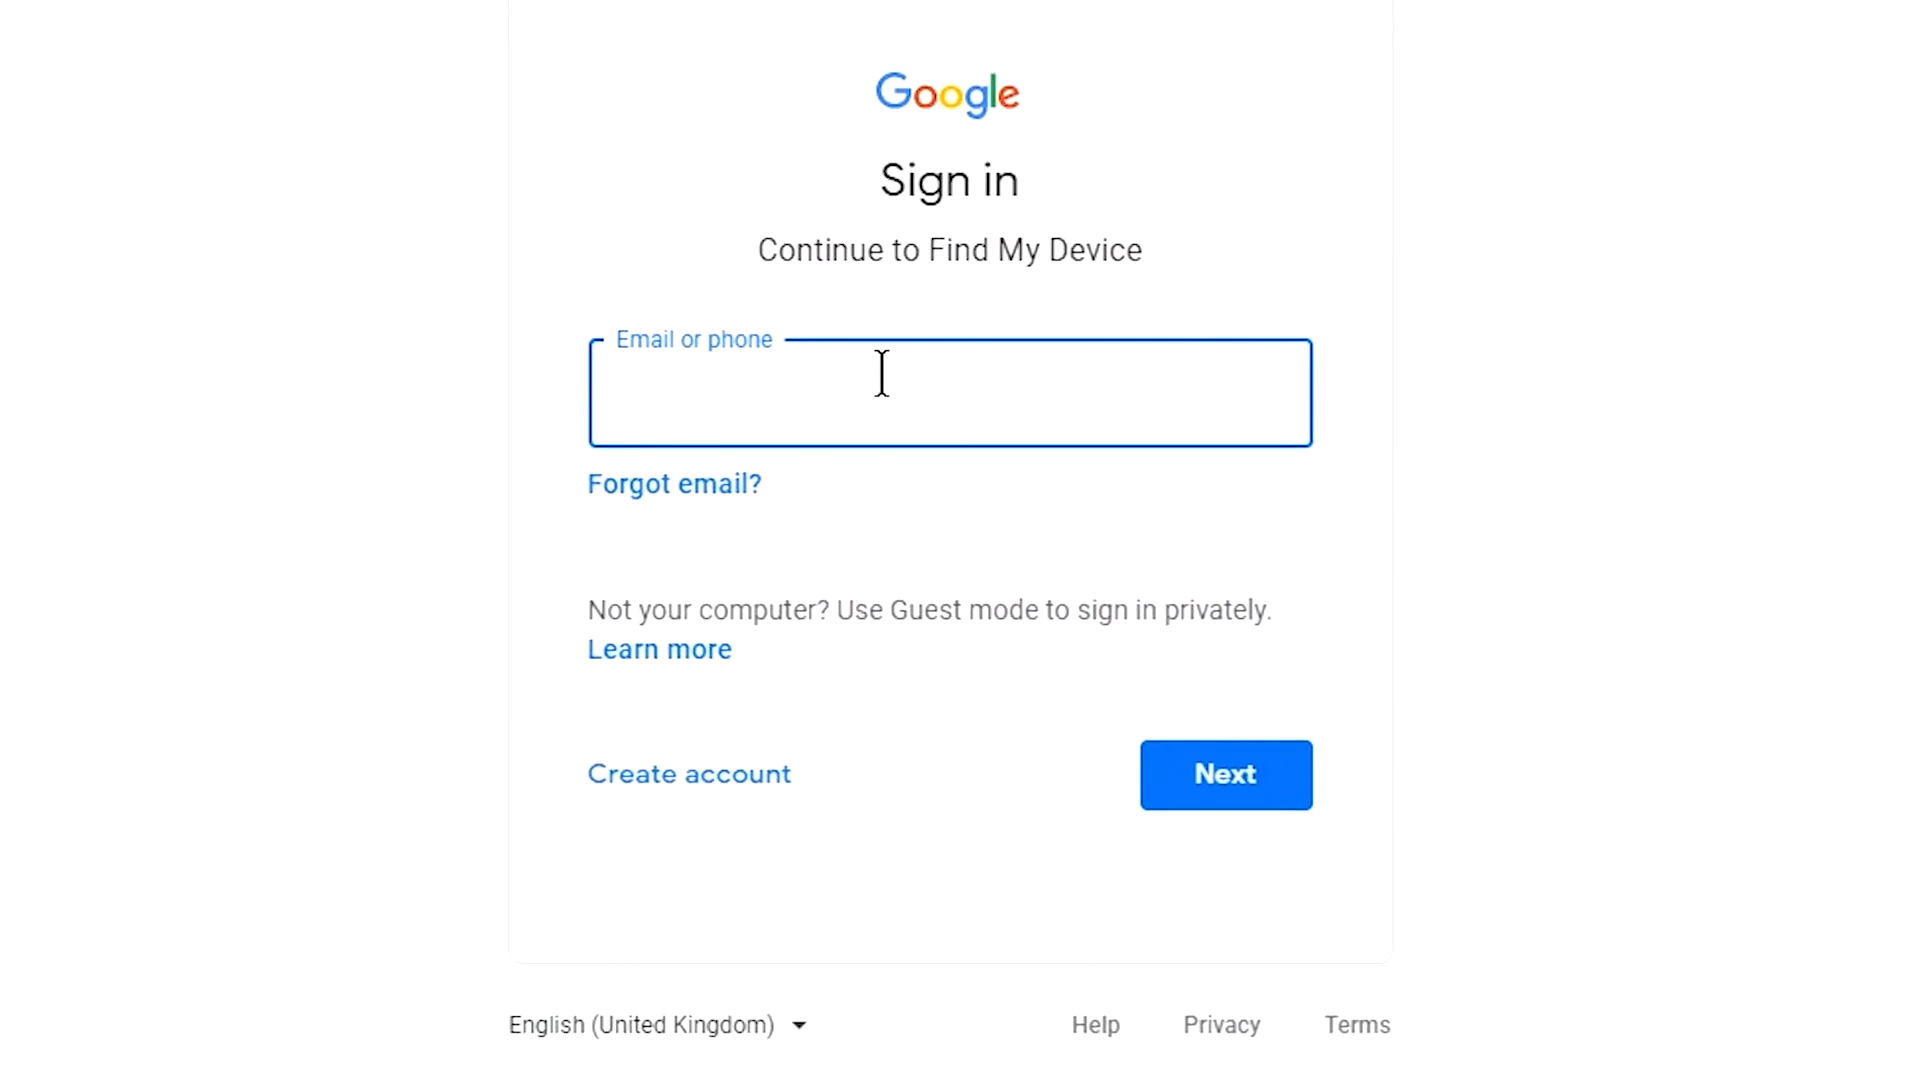 Google
Sign in
Continue to Find My Device
Email or phone
Forgot email?
Not your computer? Use Guest mode to sign in privately.
Learn more
Create account
Next
English (United Kingdom)
Help
Privacy
Terms